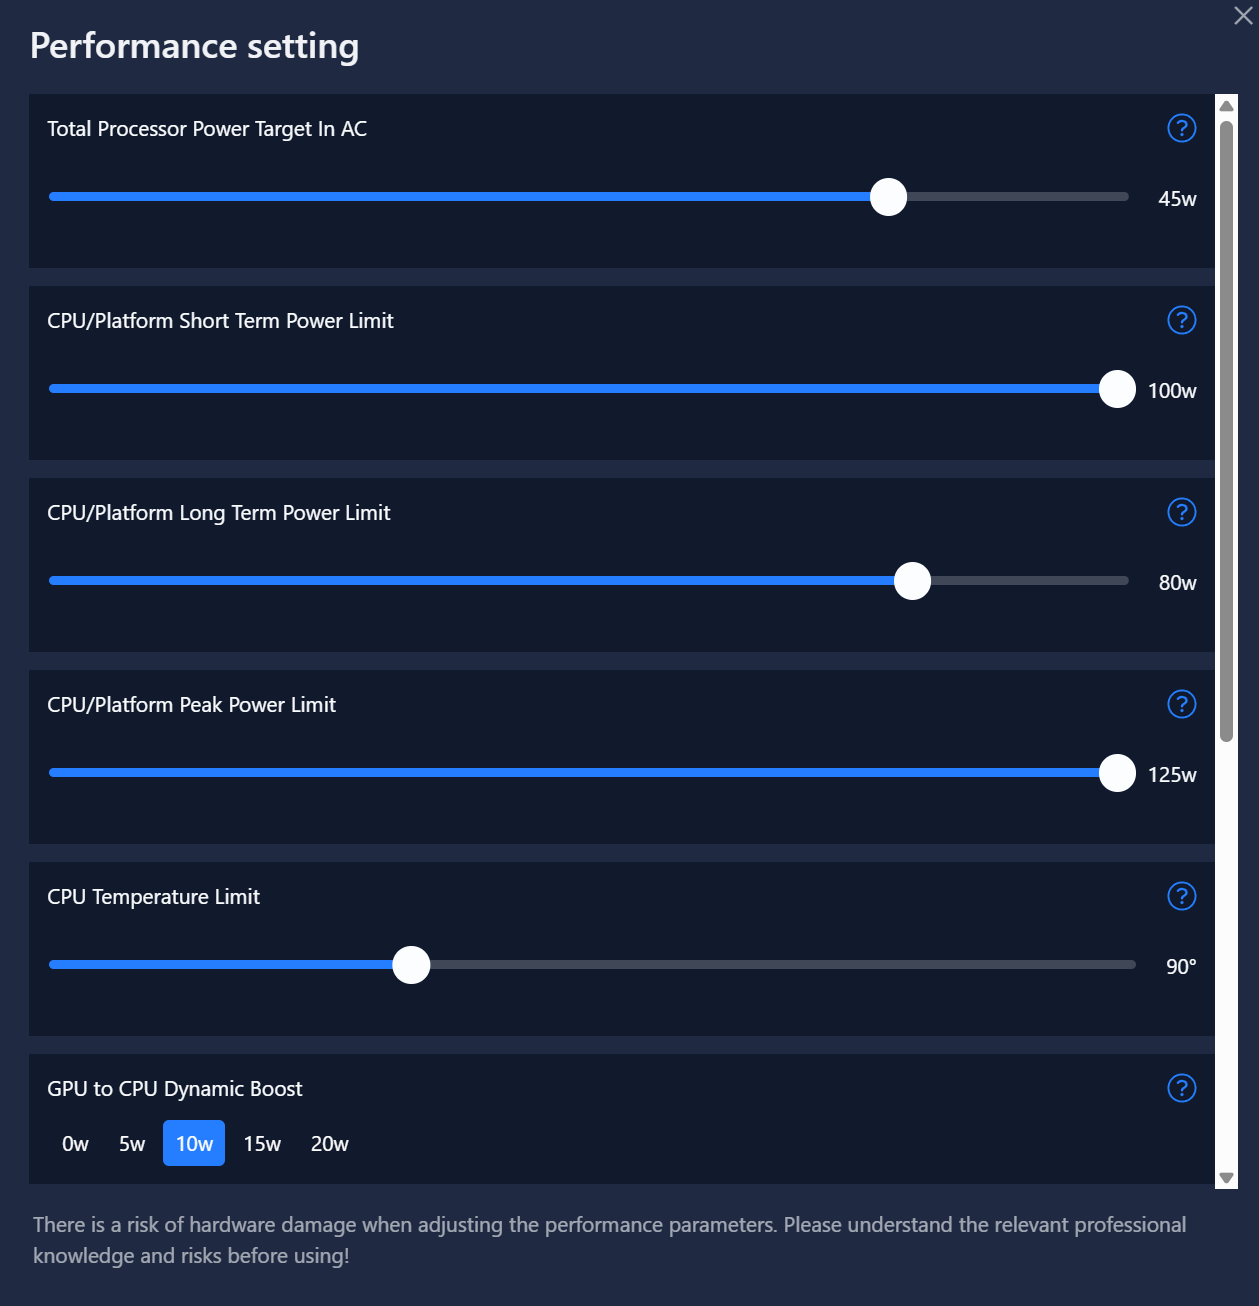 Performance setting
Total Processor Power Target In AC
?
45w
CPU/Platform Short Term Power Limit
?
100w
CPU/Platform Long Term Power Limit
?
80w
CPU/Platform Peak Power Limit
?
125w
CPU Temperature Limit
?
90°
GPU to CPU Dynamic Boost
?
0w 5w 10w 15w 20w
There is a risk of hardware damage when adjusting the performance parameters. Please understand the relevant professional
knowledge and risks before using!